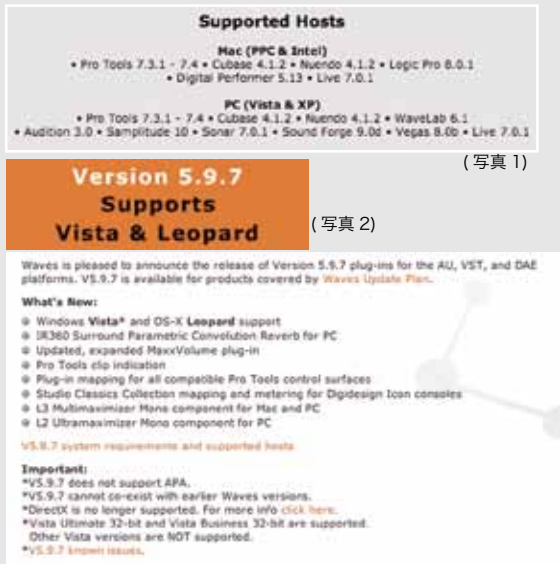 Supported Hosts
Mac (PPC & Intel)
• Pro Tools 7.3.1 - 7.4 • Cubase 4.1.2 • Nuendo 4.1.2 • Logic Pro 8.0.1
• Digital Performer 5.13 • Live 7.0.1
PC (Vista & XP)
• Pro Tools 7.3.1 - 7.4 • Cubase 4.1.2 • Nuendo 4.1.2 • WaveLab 6.1
• Audition 3.0 • Samplitude 10 • Sonar 7.0.1 • Sound Forge 9.0d • Vegas 8.0b • Live 7.0.1
(写真 1)
Version 5.9.7
Supports
Vista & Leopard
(写真 2)
Waves is pleased to announce the release of Version 5.9.7 plug-ins for the AU, VST, and DAE
platforms. V5.9.7 is available for products covered by Waves Update Plan.
What's New:
Windows Vista* and OS-X Leopard support
IR360 Surround Parametric Convolution Reverb for PC
Updated, expanded MaxxVolume plug-in
Pro Tools clip indication
Plug-in mapping for all compatible Pro Tools control surfaces
Studio Classics Collection mapping and metering for Digidesign Icon consoles
L3 Multimaximizer Mono component for Mac and PC
L2 Ultramaximizer Mono component for PC
V5.9.7 system requirements and supported hosts
Important:
*V5.9.7 does not support APA.
*V5.9.7 cannot co-exist with earlier Waves versions.
*DirectX is no longer supported. For more info click here.
*Vista Ultimate 32-bit and Vista Business 32-bit are supported.
Other Vista versions are NOT supported.
*V5.9.7 known issues.